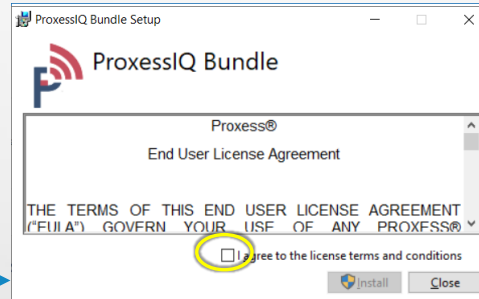 ProxessIQ Bundle Setup
ProxessIQ Bundle
Proxess®
End User License Agreement
THE TERMS OF THIS END USER LICENSE AGREEMENT
("EULA") GOVERN YOUR USE OF ANY PROXESS®
I agree to the license terms and conditions
Install Close